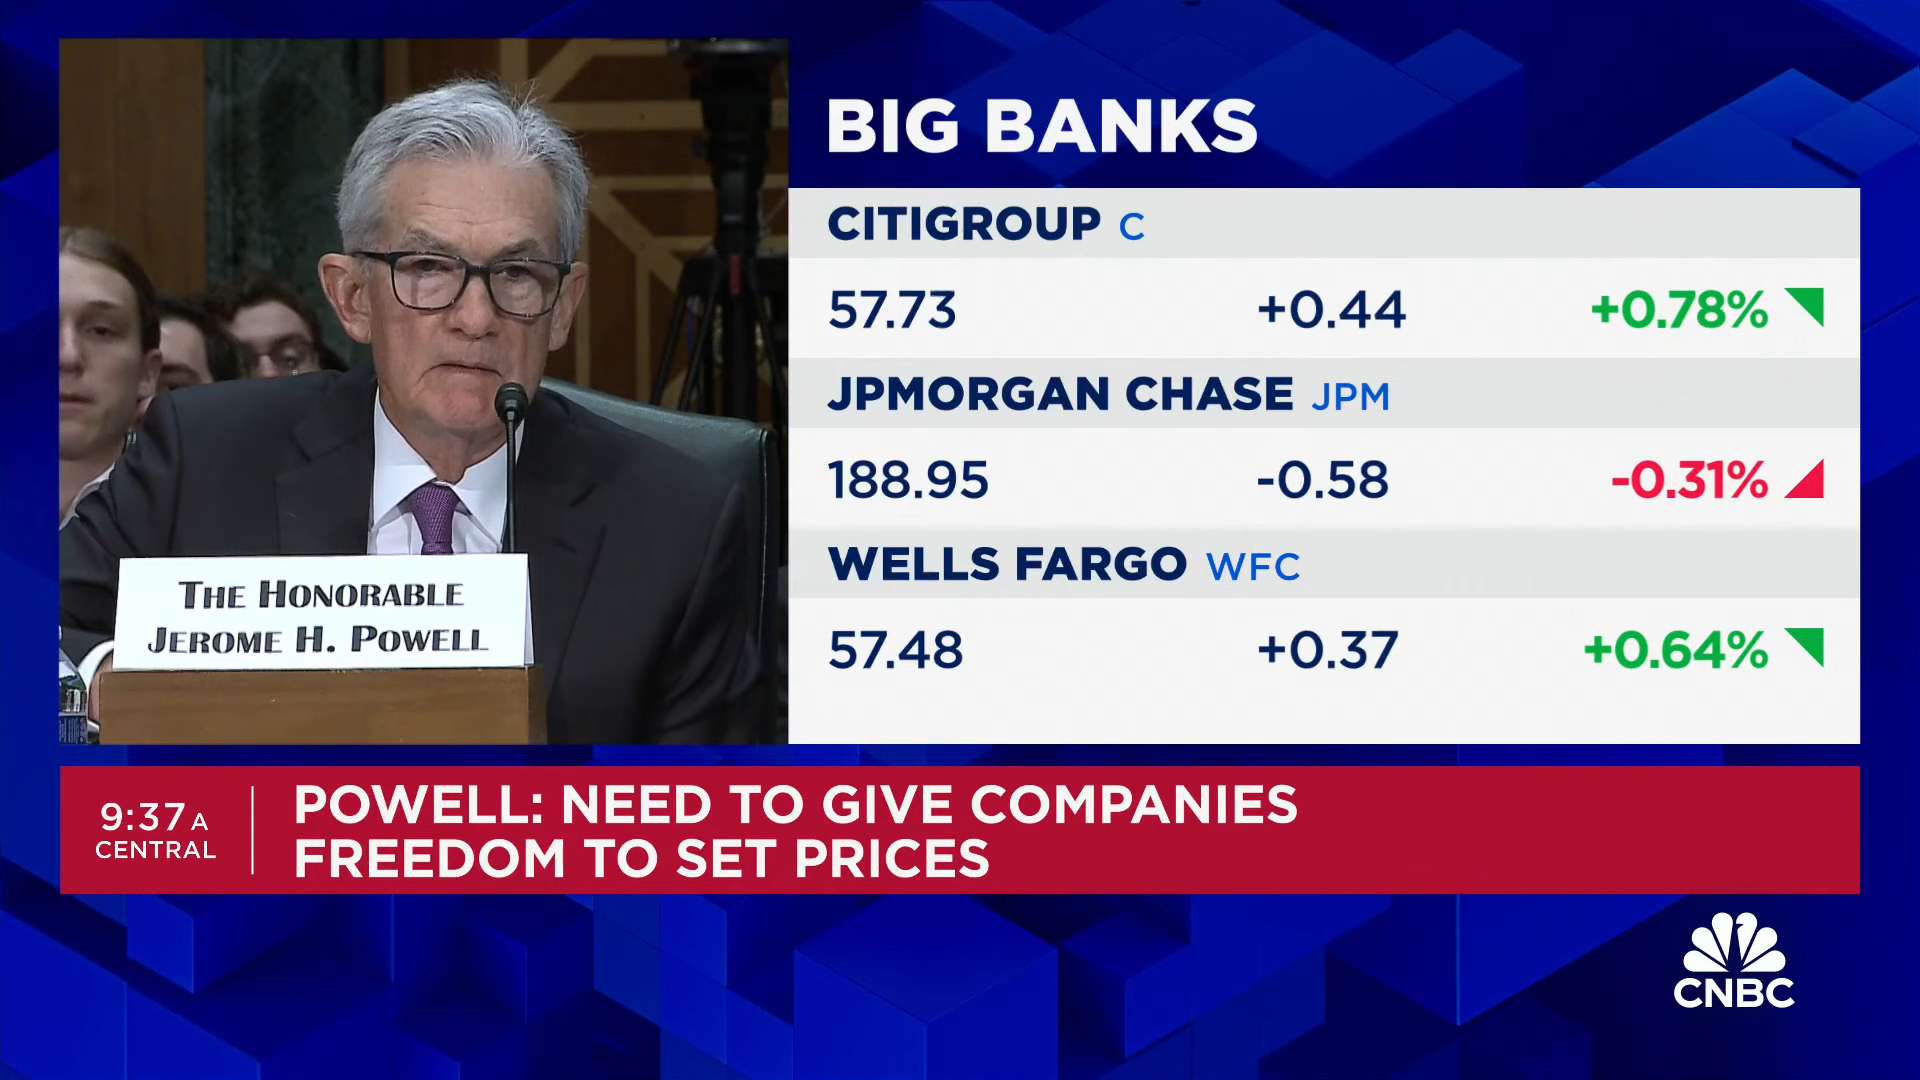 BIG BANKS
CITIGROUP C
57.73 +0.44 +0.78%
JPMORGAN CHASE JPM
188.95 -0.58 -0.31%
WELLS FARGO WFC
57.48 +0.37 +0.64%
THE HONORABLE
JEROME H. POWELL
9:37A
CENTRAL
POWELL: NEED TO GIVE COMPANIES
FREEDOM TO SET PRICES
CNBC